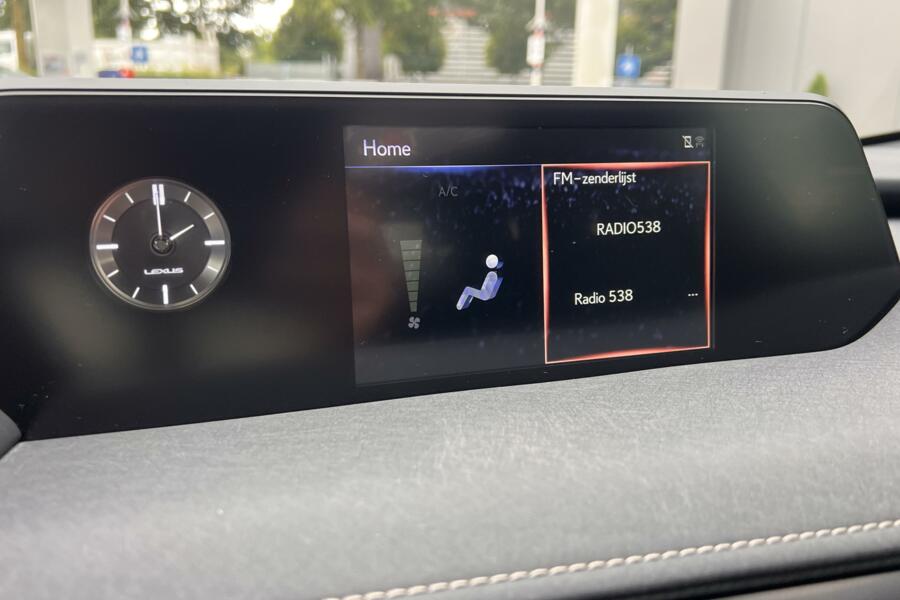 Home
A/C
FM-zenderlijst
RADIO538
Radio 538
...
LEXUS